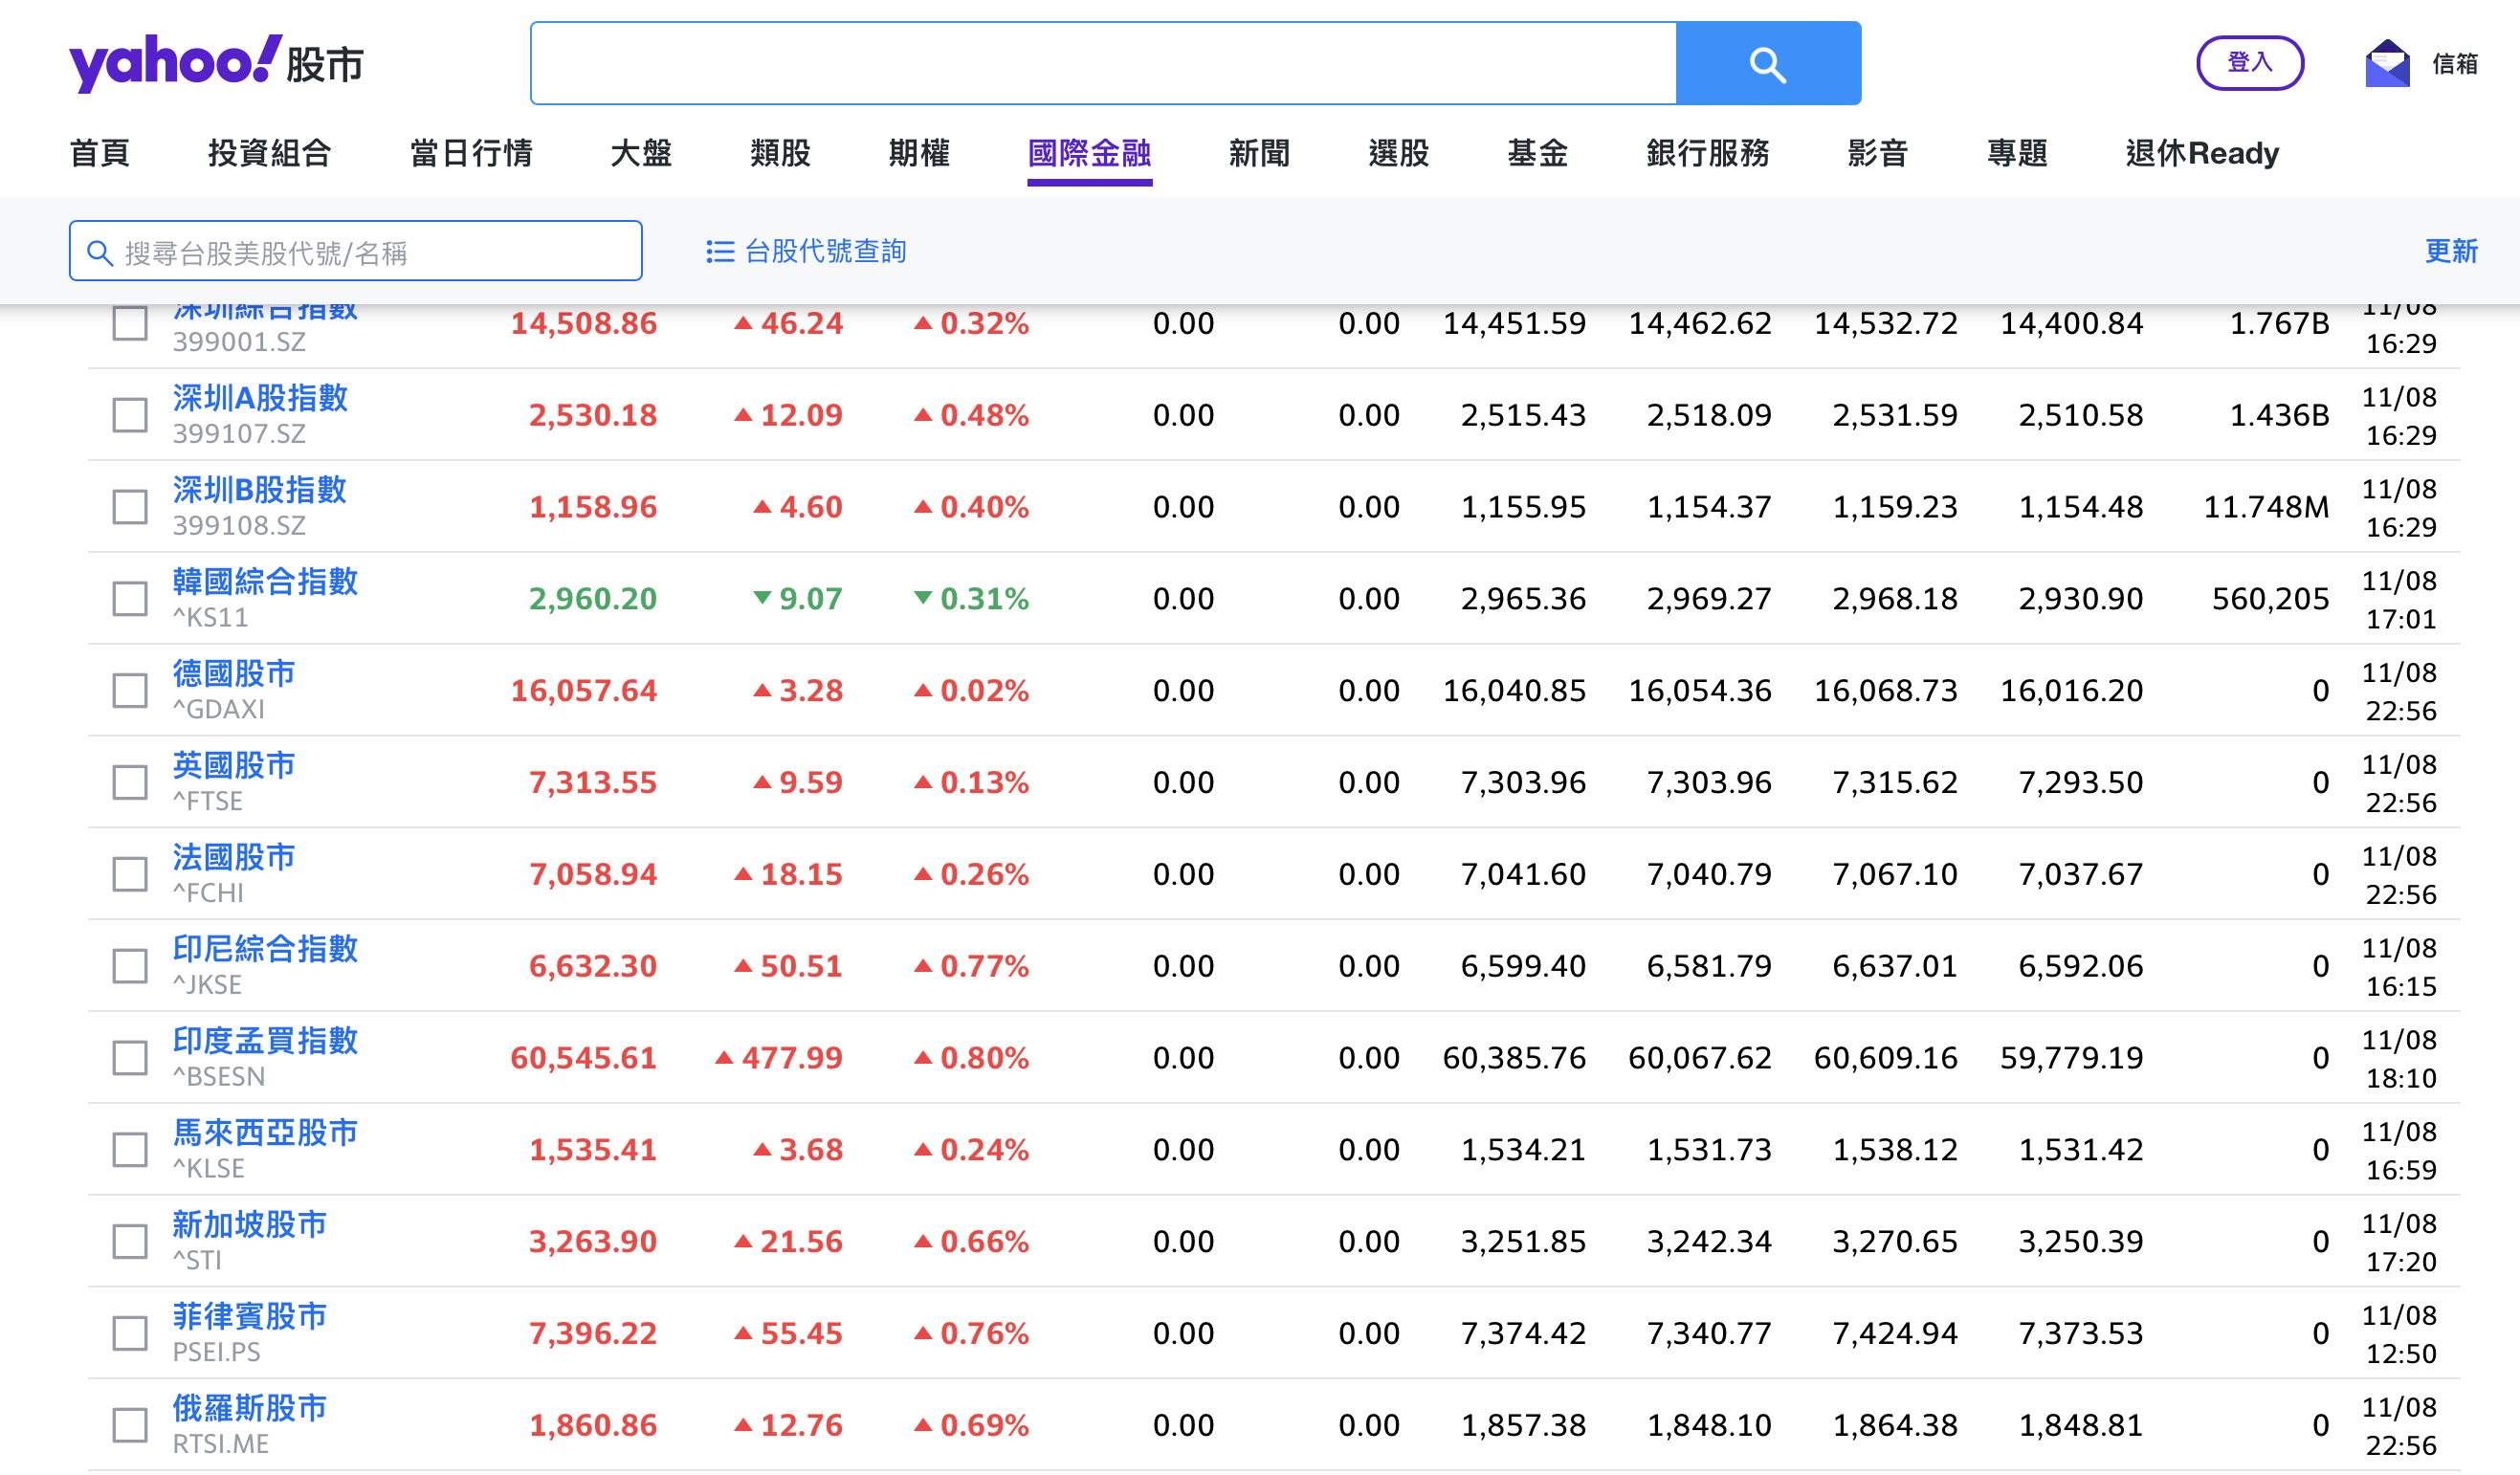 yahoo!股市
登入
信箱
首頁 投資組合 當日行情 大盤 類股 期權 國際金融 新聞 選股 基金 銀行服務 影音 專題 退休Ready
搜尋台股美股代號/名稱
台股代號查詢
更新
深圳綜合指數 14,508.86 ▲ 46.24 ▲ 0.32% 0.00 0.00 14,451.59 14,462.62 14,532.72 14,400.84 1.767B 11/08
399001.SZ 16:29
深圳A股指數 2,530.18 ▲ 12.09 ▲ 0.48% 0.00 0.00 2,515.43 2,518.09 2,531.59 2,510.58 1.436B 11/08
399107.SZ 16:29
深圳B股指數 1,158.96 ▲ 4.60 ▲ 0.40% 0.00 0.00 1,155.95 1,154.37 1,159.23 1,154.48 11.748M 11/08
399108.SZ 16:29
韓國綜合指數 2,960.20 ▼ 9.07 ▼ 0.31% 0.00 0.00 2,965.36 2,969.27 2,968.18 2,930.90 560,205 11/08
^KS11 17:01
德國股市 16,057.64 ▲ 3.28 ▲ 0.02% 0.00 0.00 16,040.85 16,054.36 16,068.73 16,016.20 0 11/08
^GDAXI 22:56
英國股市 7,313.55 ▲ 9.59 ▲ 0.13% 0.00 0.00 7,303.96 7,303.96 7,315.62 7,293.50 0 11/08
^FTSE 22:56
法國股市 7,058.94 ▲ 18.15 ▲ 0.26% 0.00 0.00 7,041.60 7,040.79 7,067.10 7,037.67 0 11/08
^FCHI 22:56
印尼綜合指數 6,632.30 ▲ 50.51 ▲ 0.77% 0.00 0.00 6,599.40 6,581.79 6,637.01 6,592.06 0 11/08
^JKSE 16:15
印度孟買指數 60,545.61 ▲ 477.99 ▲ 0.80% 0.00 0.00 60,385.76 60,067.62 60,609.16 59,779.19 0 11/08
^BSESN 18:10
馬來西亞股市 1,535.41 ▲ 3.68 ▲ 0.24% 0.00 0.00 1,534.21 1,531.73 1,538.12 1,531.42 0 11/08
^KLSE 16:59
新加坡股市 3,263.90 ▲ 21.56 ▲ 0.66% 0.00 0.00 3,251.85 3,242.34 3,270.65 3,250.39 0 11/08
^STI 17:20
菲律賓股市 7,396.22 ▲ 55.45 ▲ 0.76% 0.00 0.00 7,374.42 7,340.77 7,424.94 7,373.53 0 11/08
PSEI.PS 12:50
俄羅斯股市 1,860.86 ▲ 12.76 ▲ 0.69% 0.00 0.00 1,857.38 1,848.10 1,864.38 1,848.81 0 11/08
RTSI.ME 22:56